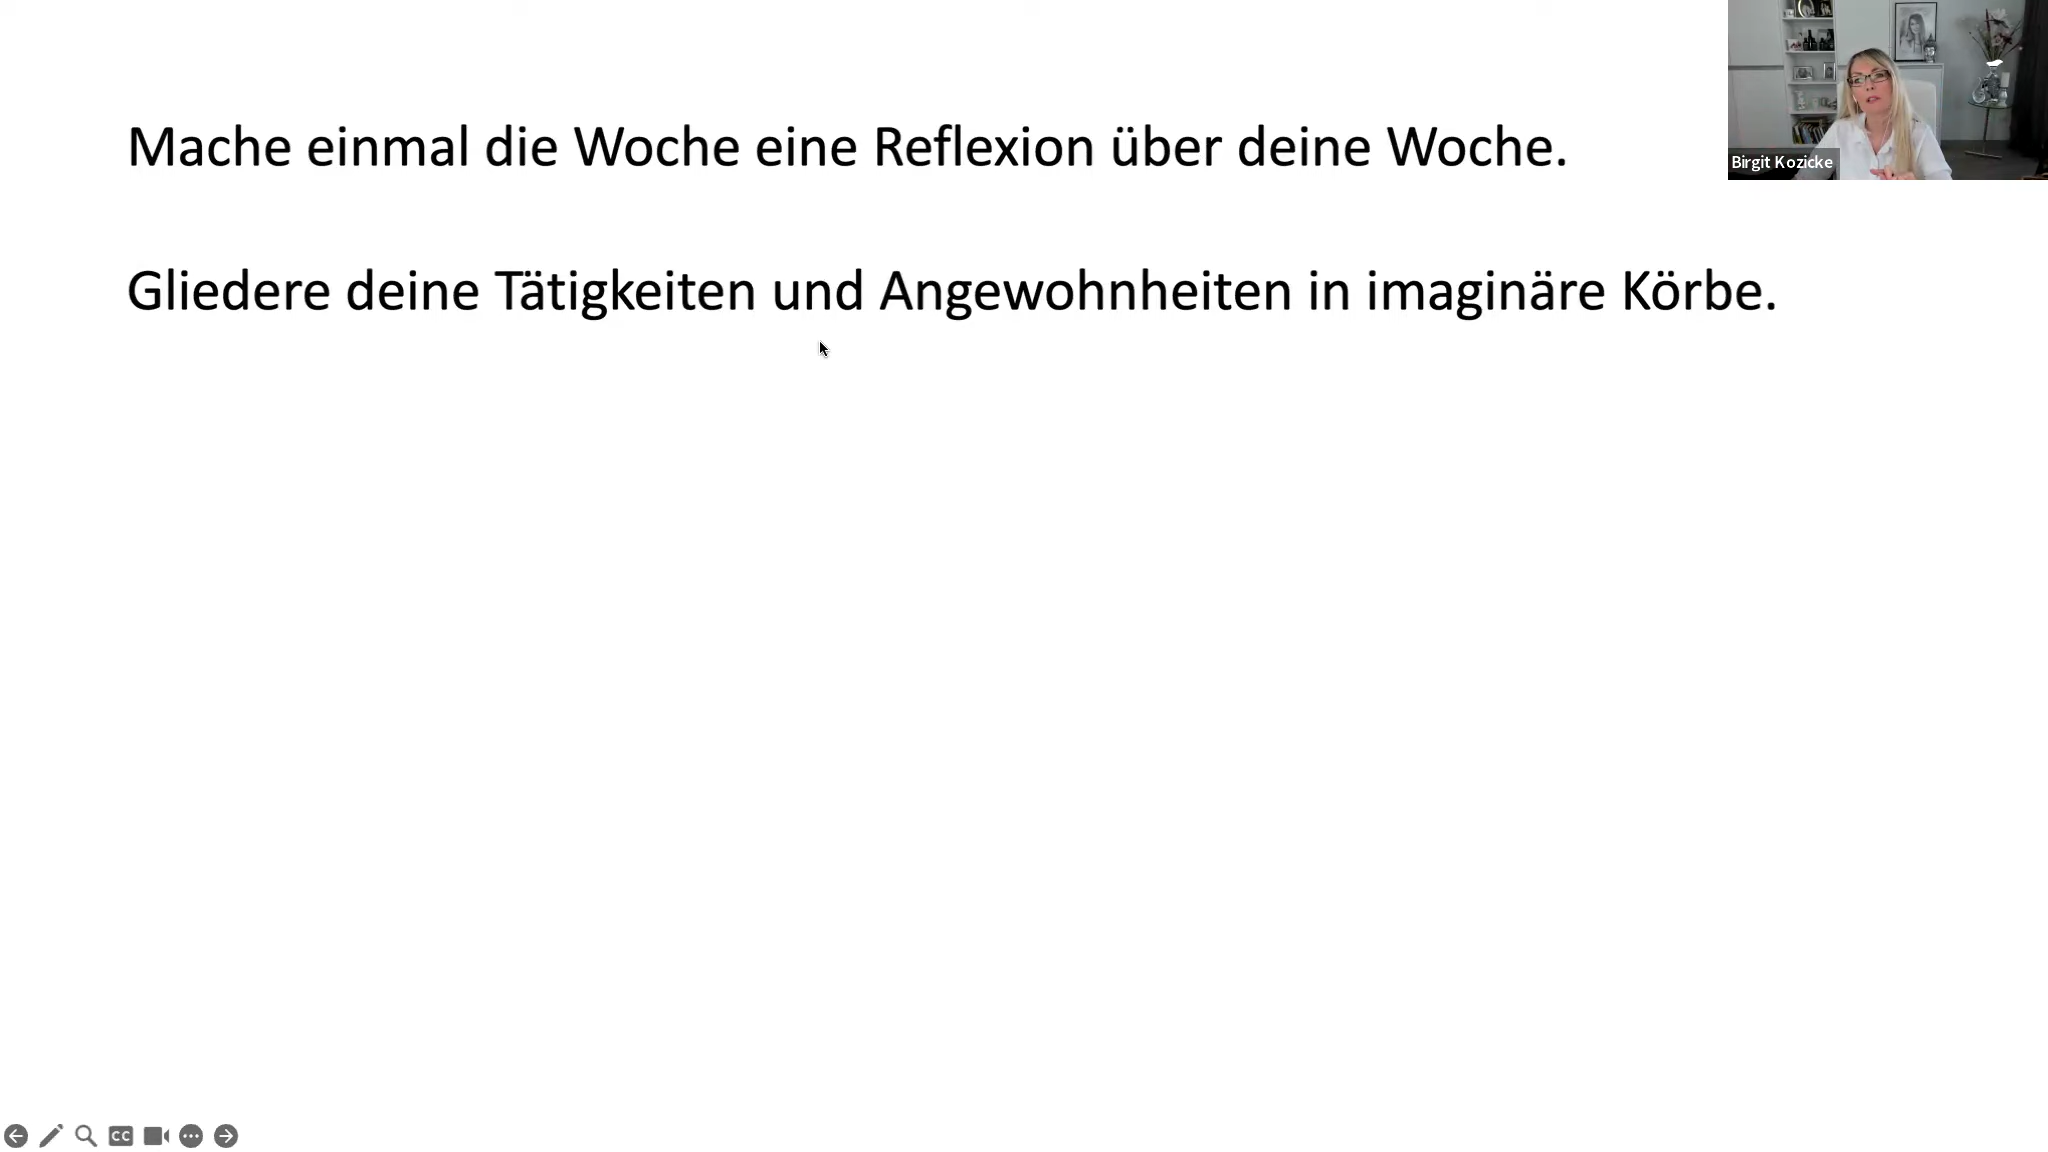 Mache einmal die Woche eine Reflexion über deine Woche.
Birgit Kozicke
Gliedere deine Tätigkeiten und Angewohnheiten in imaginäre Körbe.
CC